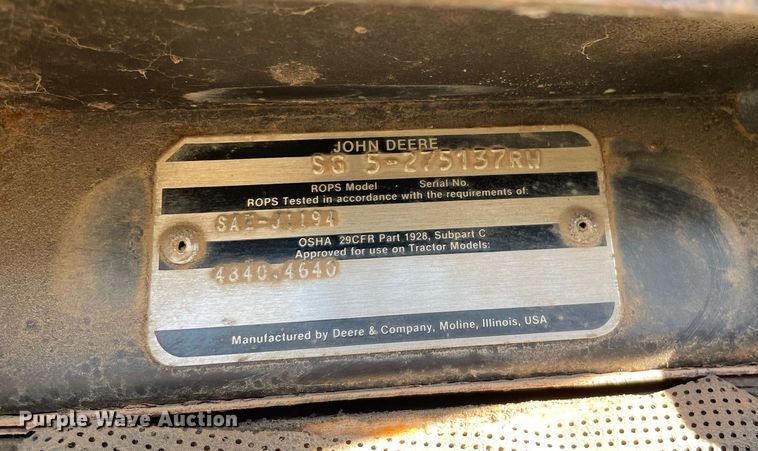 JOHN DEERE
SG 5-275137RW
ROPS Model Serial No.
ROPS Tested in accordance with the requirements of:
SAE-J1194
OSHA 29CFR Part 1928, Subpart C
Approved for use on Tractor Models:
4840.4640
Manufactured by Deere & Company, Moline, Illinois, USA
Purple Wave Auction